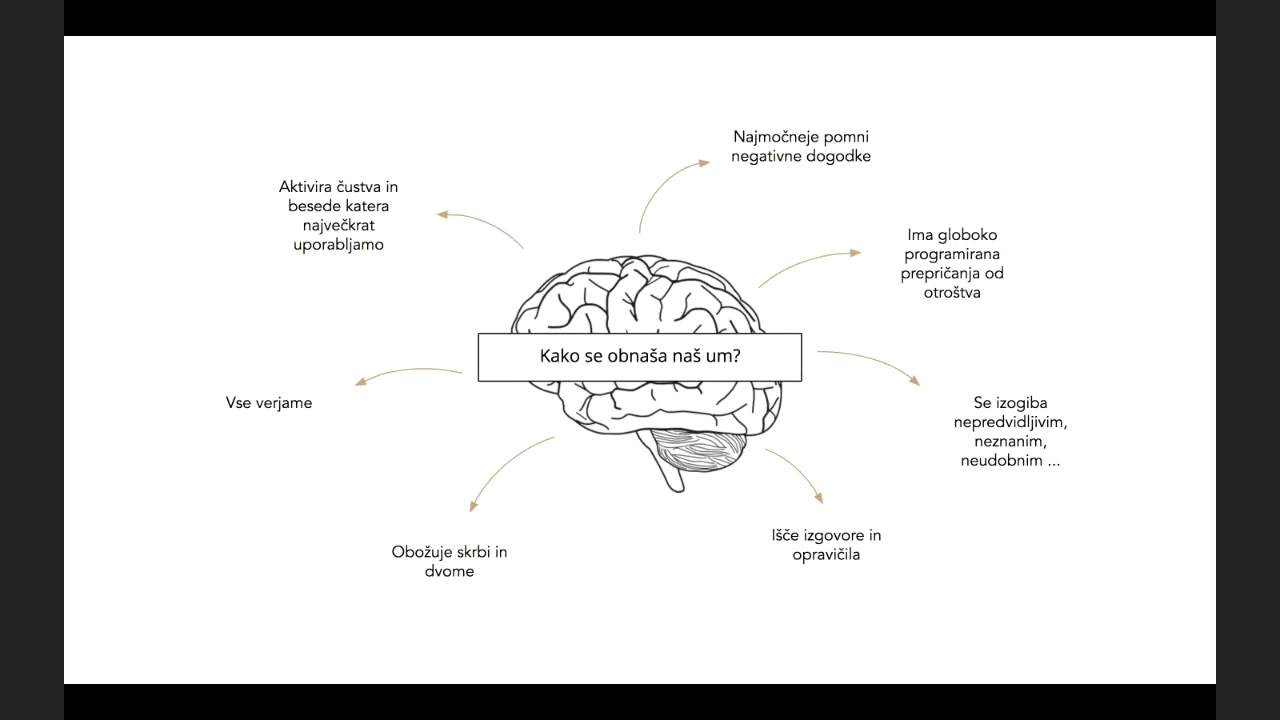 Kako se obnaša naš um?
Najmočneje pomni
negativne dogodke
Ima globoko
programirana
prepričanja od
otroštva
Se izogiba
nepredvidljivim,
neznanim,
neudobnim ...
Išče izgovore in
opravičila
Obožuje skrbi in
dvome
Vse verjame
Aktivira čustva in
besede katera
največkrat
uporabljamo